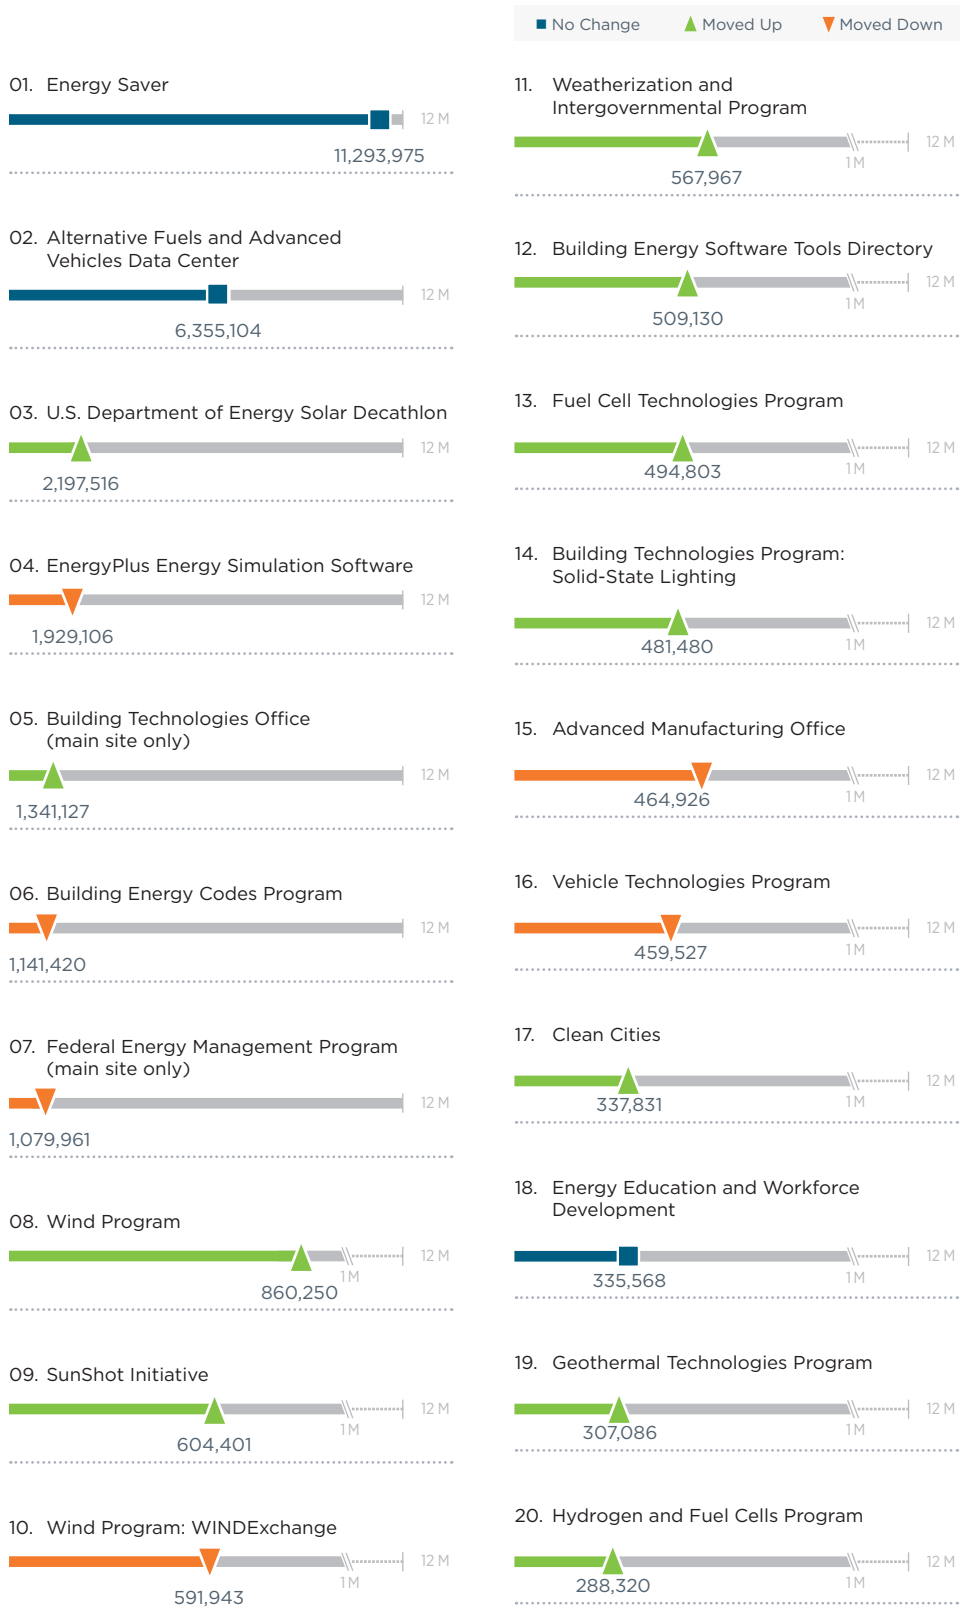 No Change Moved Up Moved Down
01. Energy Saver
12 M
11,293,975
02. Alternative Fuels and Advanced
Vehicles Data Center
12 M
6,355,104
03. U.S. Department of Energy Solar Decathlon
12 M
2,197,516
04. EnergyPlus Energy Simulation Software
12 M
1,929,106
05. Building Technologies Office
(main site only)
12 M
1,341,127
06. Building Energy Codes Program
12 M
1,141,420
07. Federal Energy Management Program
(main site only)
12 M
1,079,961
08. Wind Program
12 M
1 M
860,250
09. SunShot Initiative
12 M
1 M
604,401
10. Wind Program: WINDExchange
12 M
1 M
591,943
11. Weatherization and
Intergovernmental Program
12 M
1 M
567,967
12. Building Energy Software Tools Directory
12 M
1 M
509,130
13. Fuel Cell Technologies Program
12 M
1 M
494,803
14. Building Technologies Program:
Solid-State Lighting
12 M
1 M
481,480
15. Advanced Manufacturing Office
12 M
1 M
464,926
16. Vehicle Technologies Program
12 M
1 M
459,527
17. Clean Cities
12 M
1 M
337,831
18. Energy Education and Workforce
Development
12 M
1 M
335,568
19. Geothermal Technologies Program
12 M
1 M
307,086
20. Hydrogen and Fuel Cells Program
12 M
1 M
288,320